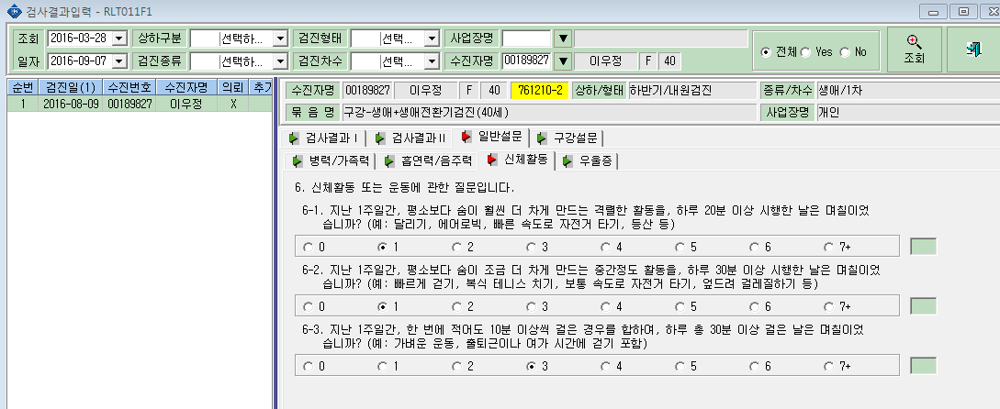 검사결과입력 - RLT011F1
조회 2016-03-28 상하구분 |선택하... 검진형태 |선택... 사업장명 ▼ 전체 Yes No 조회
일자 2016-09-07 검진종류 |선택하... 검진차수 |선택... 수진자명 00189827 ▼ 이우정 F 40
순번 검진일(1) 수진번호 수진자명 의뢰 추가
1 2016-08-09 00189827 이우정 X
수진자명 00189827 이우정 F 40 761210-2 상하/형태 하반기/내원검진 종류/차수 생애/1차
묶 음 명 구강-생애+생애전환기검진(40세) 사업장명 개인
검사결과Ⅰ 검사결과Ⅱ 일반설문 구강설문
병력/가족력 흡연력/음주력 신체활동 우울증
6. 신체활동 또는 운동에 관한 질문입니다.
6-1. 지난 1주일간, 평소보다 숨이 훨씬 더 차게 만드는 격렬한 활동을, 하루 20분 이상 시행한 날은 며칠이었
습니까? (예: 달리기, 에어로빅, 빠른 속도로 자전거 타기, 등산 등)
0 1 2 3 4 5 6 7+
6-2. 지난 1주일간, 평소보다 숨이 조금 더 차게 만드는 중간정도 활동을, 하루 30분 이상 시행한 날은 며칠이었
습니까? (예: 빠르게 걷기, 복식 테니스 치기, 보통 속도로 자전거 타기, 엎드려 걸레질하기 등)
0 1 2 3 4 5 6 7+
6-3. 지난 1주일간, 한 번에 적어도 10분 이상씩 걸은 경우를 합하여, 하루 총 30분 이상 걸은 날은 며칠이었
습니까? (예: 가벼운 운동, 출퇴근이나 여가 시간에 걷기 포함)
0 1 2 3 4 5 6 7+